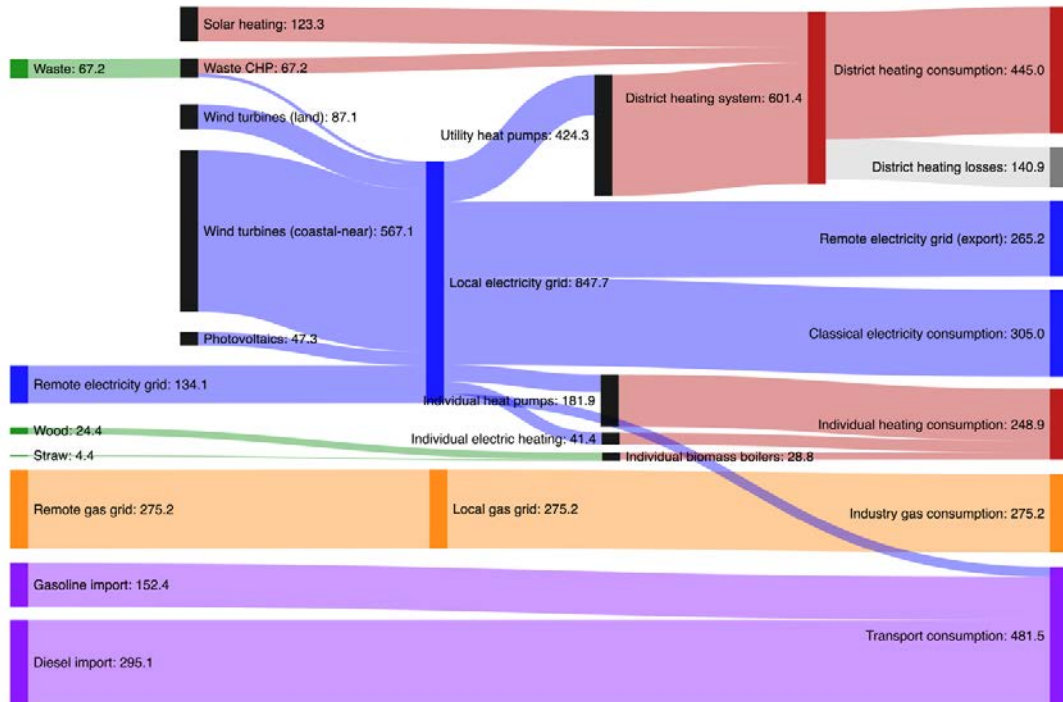 Solar heating: 123.3
District heating consumption: 445.0
Waste: 67.2
Waste CHP: 67.2
District heating system: 601.4
Wind turbines (land): 87.1
Utility heat pumps: 424.3
District heating losses: 140.9
Wind turbines (coastal-near): 567.1
Remote electricity grid (export): 265.2
Local electricity grid: 847.7
Classical electricity consumption: 305.0
Photovoltaics: 47.3
Remote electricity grid: 134.1
Individual heat pumps: 181.9
Individual heating consumption: 248.9
Wood: 24.4
Individual electric heating: 41.4
Straw: 4.4
Individual biomass boilers: 28.8
Remote gas grid: 275.2
Local gas grid: 275.2
Industry gas consumption: 275.2
Gasoline import: 152.4
Transport consumption: 481.5
Diesel import: 295.1